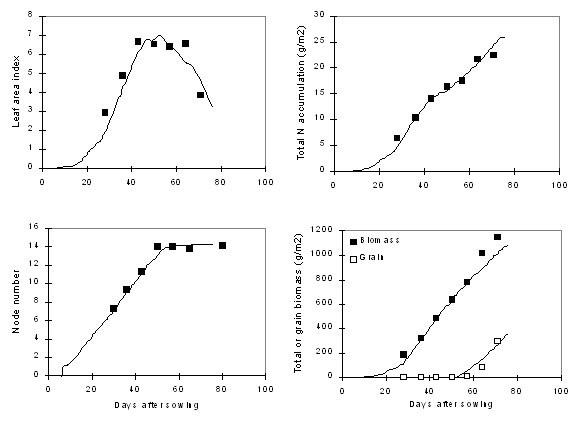 Leaf area index
8
7
6
5
4
3
2
1
0
0 20 40 60 80 100
Total N accumulation (g/m2)
30
25
20
15
10
5
0
0 20 40 60 80 100
Node number
16
14
12
10
8
6
4
2
0
0 20 40 60 80 100
Days after sowing
Total or grain biomass (g/m2)
1200
1000
800
600
400
200
0
Biomass
Grain
0 20 40 60 80 100
Days after sowing